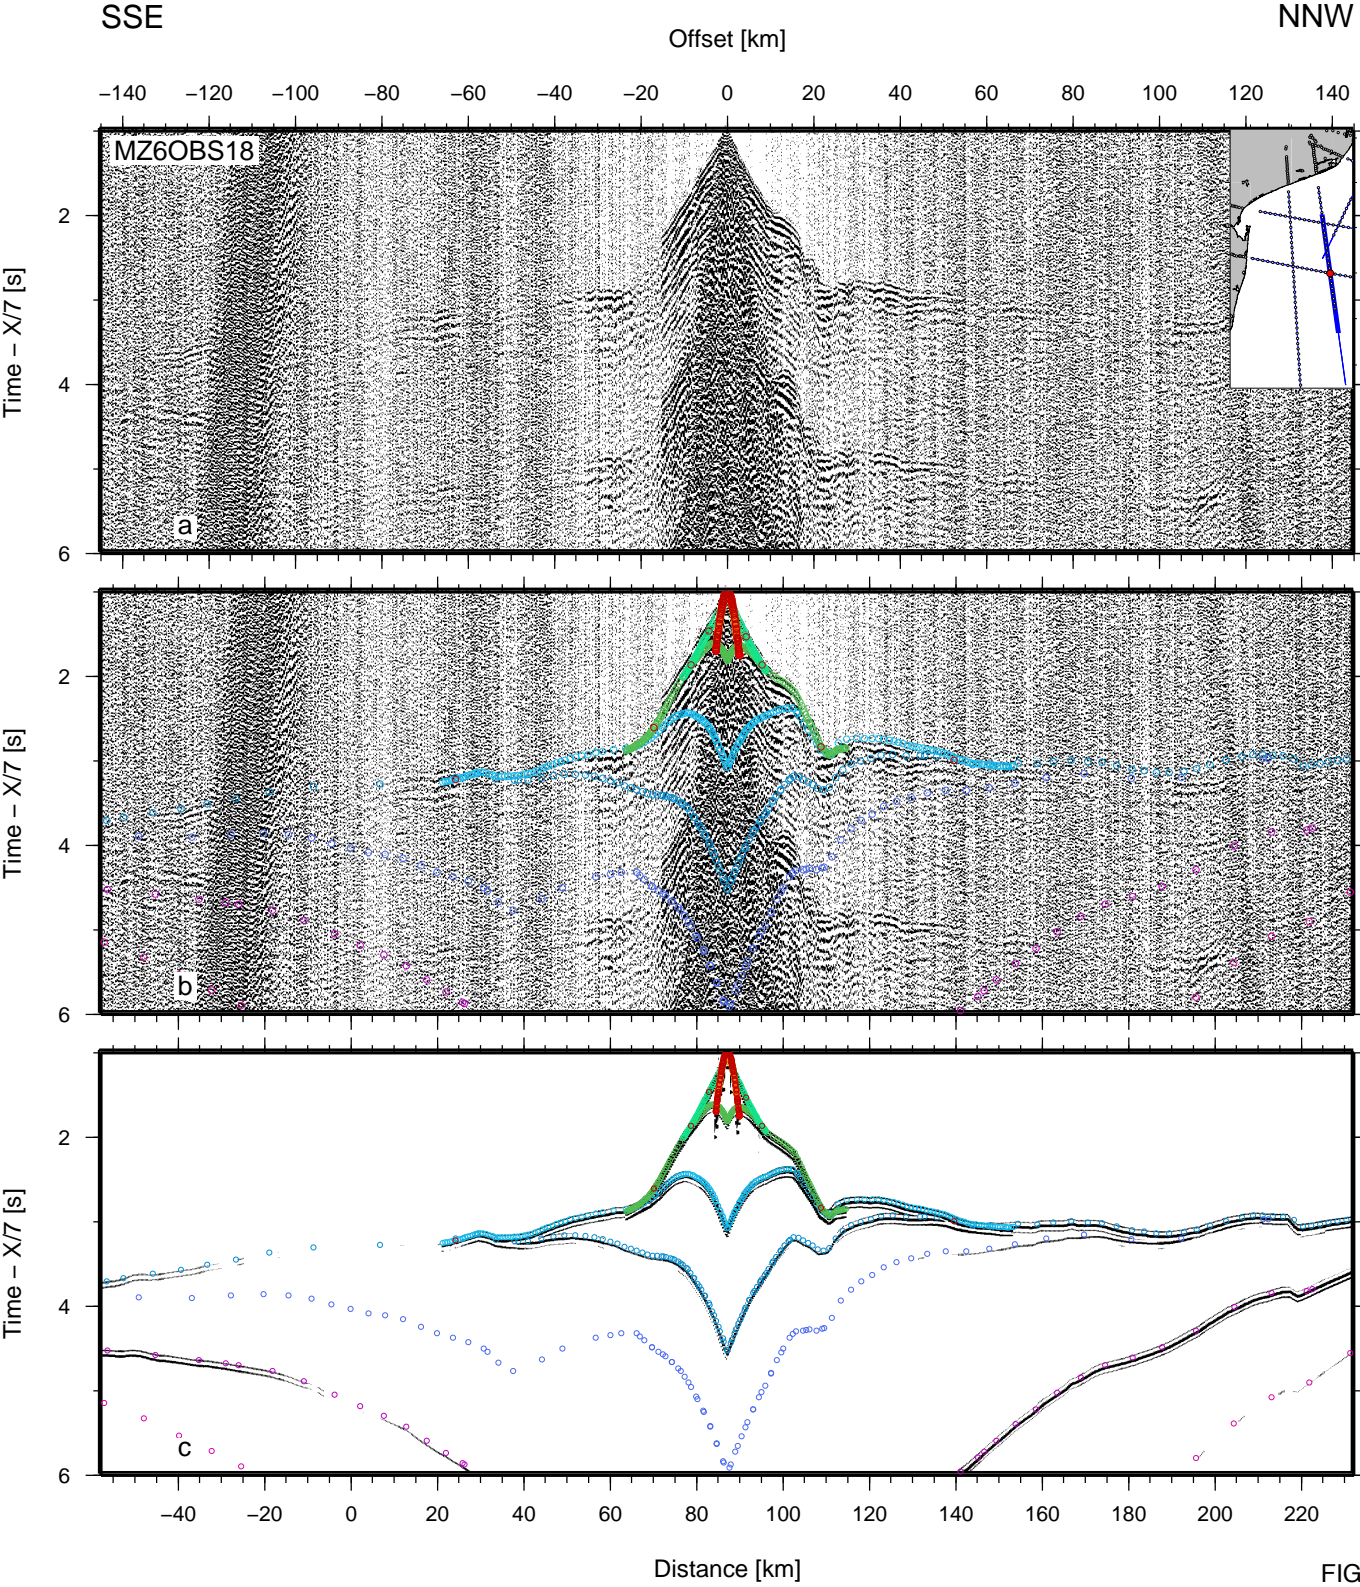 SSE NNW
Offset [km]
−140 −120 −100 −80 −60 −40 −20 0 20 40 60 80 100 120 140
MZ6OBS18
2
4
6
Time − X/7 [s]
a
2
4
6
Time − X/7 [s]
b
2
4
6
Time − X/7 [s]
c
−40 −20 0 20 40 60 80 100 120 140 160 180 200 220
Distance [km]
FIG